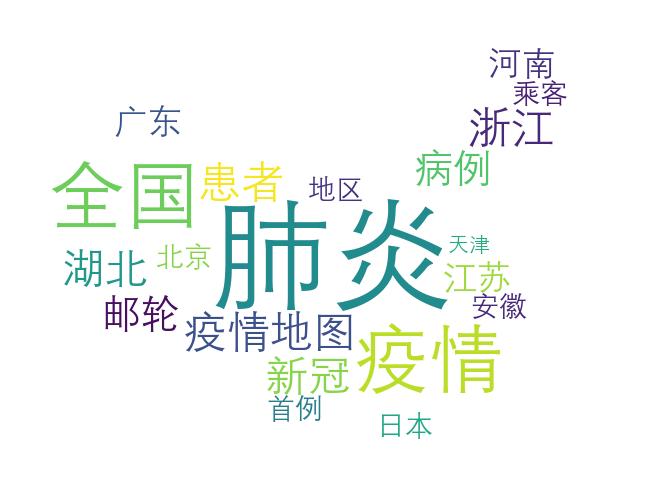 河南
乘客
广东
浙江
全国
患者
病例
地区
肺炎
天津
湖北
北京
江苏
邮轮
疫情地图
安徽
新冠
疫情
首例
日本